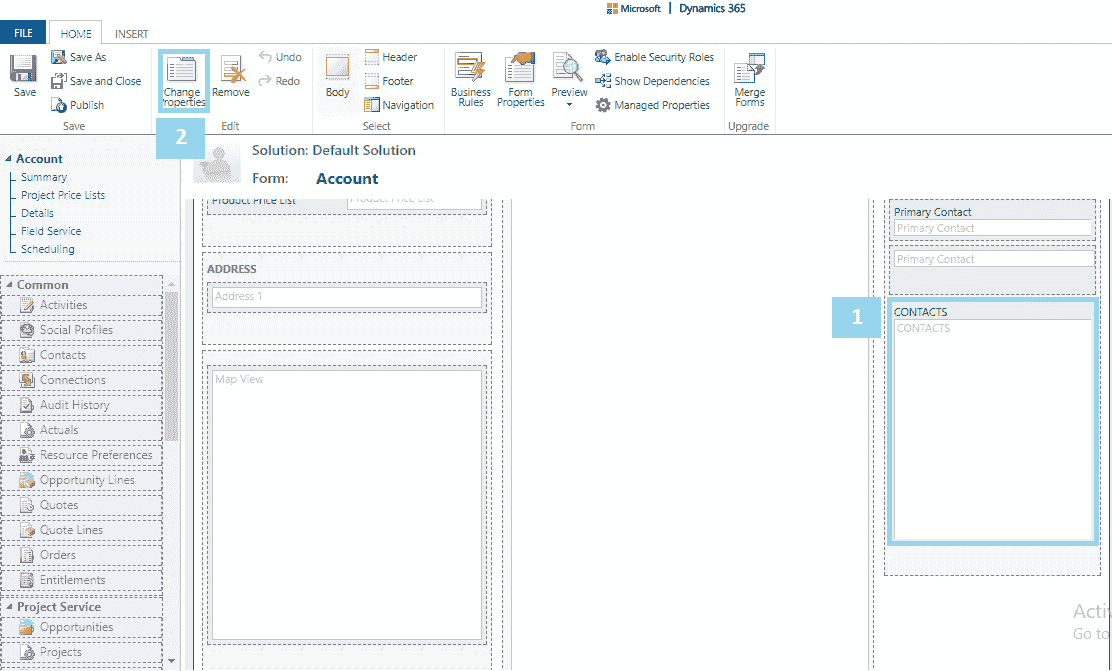 Microsoft | Dynamics 365
FILE HOME INSERT
Save
Save As
Save and Close
Publish
Save
Change
Properties
Remove
Undo
Redo
Edit
Body
Header
Footer
Navigation
Select
Business
Rules
Form
Properties
Preview
Enable Security Roles
Show Dependencies
Managed Properties
Form
Merge
Forms
Upgrade
2
Solution: Default Solution
Form: Account
Account
Summary
Project Price Lists
Details
Field Service
Scheduling
Common
Activities
Social Profiles
Contacts
Connections
Audit History
Actuals
Resource Preferences
Opportunity Lines
Quotes
Quote Lines
Orders
Entitlements
Project Service
Opportunities
Projects
Product Price List Product Price List
ADDRESS
Address 1
Map View
Primary Contact
Primary Contact
Primary Contact
1
CONTACTS
CONTACTS
Go to